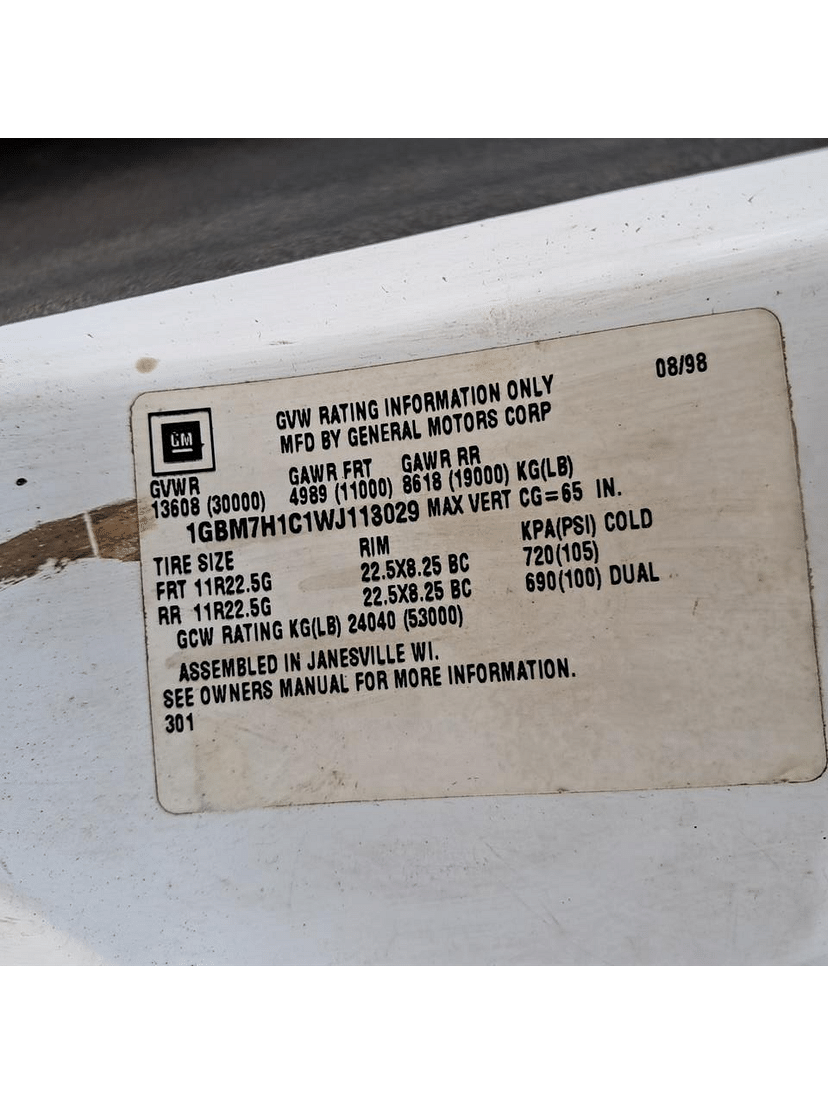 08/98
GM
GVW RATING INFORMATION ONLY
MFD BY GENERAL MOTORS CORP
GVWR GAWR FRT GAWR RR
13608 (30000) 4989 (11000) 8618 (19000) KG(LB)
1GBM7H1C1WJ113029 MAX VERT CG=65 IN.
TIRE SIZE RIM KPA(PSI) COLD
FRT 11R22.5G 22.5X8.25 BC 720(105)
RR 11R22.5G 22.5X8.25 BC 690(100) DUAL
GCW RATING KG(LB) 24040 (53000)
ASSEMBLED IN JANESVILLE WI.
SEE OWNERS MANUAL FOR MORE INFORMATION.
301